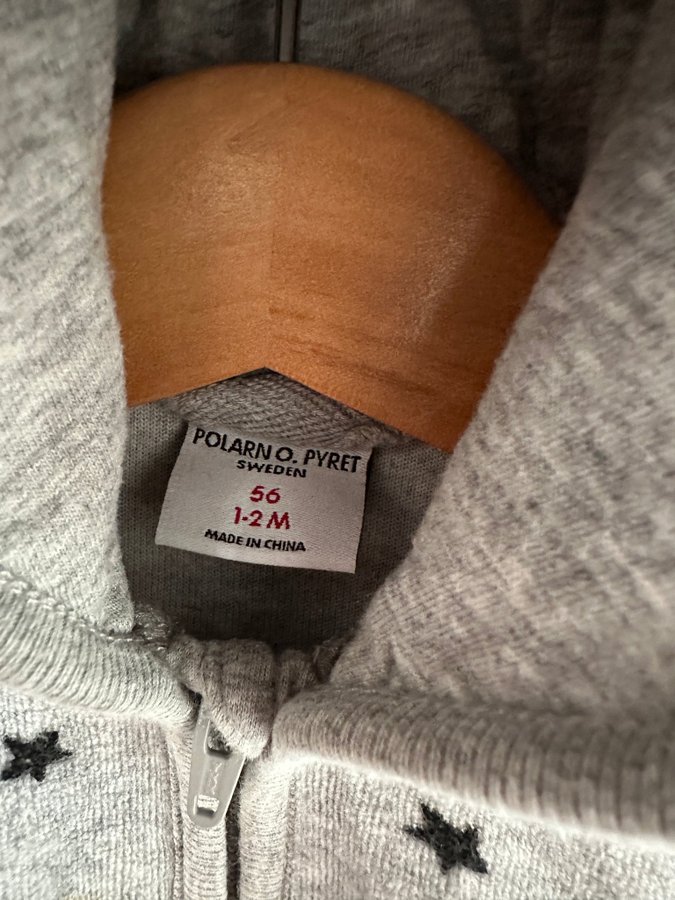 POLARN O. PYRET
SWEDEN
56
1-2 M
MADE IN CHINA